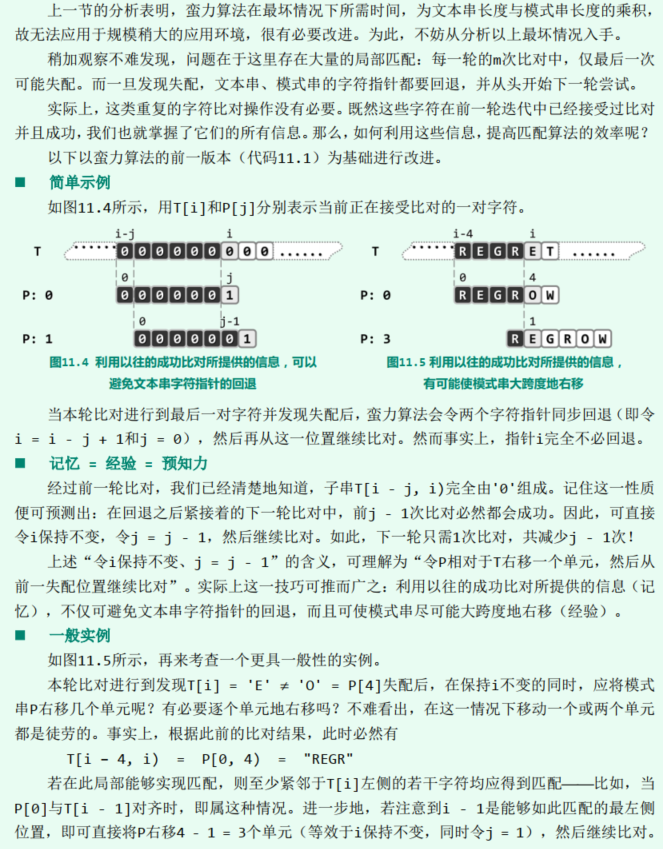 上一节的分析表明，蛮力算法在最坏情况下所需时间，为文本串长度与模式串长度的乘积，
故无法应用于规模稍大的应用环境，很有必要改进。为此，不妨从分析以上最坏情况入手。
稍加观察不难发现，问题在于这里存在大量的局部匹配：每一轮的m次比对中，仅最后一次
可能失配。而一旦发现失配，文本串、模式串的字符指针都要回退，并从头开始下一轮尝试。
实际上，这类重复的字符比对操作没有必要。既然这些字符在前一轮迭代中已经接受过比对
并且成功，我们也就掌握了它们的所有信息。那么，如何利用这些信息，提高匹配算法的效率呢？
以下以蛮力算法的前一版本（代码11.1）为基础进行改进。
■ 简单示例
如图11.4所示，用T[i]和P[j]分别表示当前正在接受比对的一对字符。
i-j i
T ······ 0 0 0 0 0 0 0 0 0 ......
0 j
P: 0 0 0 0 0 0 0 1
0 j-1
P: 1 0 0 0 0 0 0 1
图11.4 利用以往的成功比对所提供的信息，可以
避免文本串字符指针的回退
i-4 i
T ······ R E G R E T ......
0 4
P: 0 R E G R O W
1
P: 3 R E G R O W
图11.5 利用以往的成功比对所提供的信息，
有可能使模式串大跨度地右移
当本轮比对进行到最后一对字符并发现失配后，蛮力算法会令两个字符指针同步回退（即令
i = i - j + 1和j = 0），然后再从这一位置继续比对。然而事实上，指针i完全不必回退。
■ 记忆 = 经验 = 预知力
经过前一轮比对，我们已经清楚地知道，子串T[i - j, i)完全由'0'组成。记住这一性质
便可预测出：在回退之后紧接着的下一轮比对中，前j - 1次比对必然都会成功。因此，可直接
令i保持不变，令j = j - 1，然后继续比对。如此，下一轮只需1次比对，共减少j - 1次！
上述“令i保持不变、j = j - 1”的含义，可理解为“令P相对于T右移一个单元，然后从
前一失配位置继续比对”。实际上这一技巧可推而广之：利用以往的成功比对所提供的信息（记
忆），不仅可避免文本串字符指针的回退，而且可使模式串尽可能大跨度地右移（经验）。
■ 一般实例
如图11.5所示，再来考查一个更具一般性的实例。
本轮比对进行到发现T[i] = 'E' ≠ 'O' = P[4]失配后，在保持i不变的同时，应将模式
串P右移几个单元呢？有必要逐个单元地右移吗？不难看出，在这一情况下移动一个或两个单元
都是徒劳的。事实上，根据此前的比对结果，此时必然有
T[i − 4, i) = P[0, 4) = "REGR"
若在此局部能够实现匹配，则至少紧邻于T[i]左侧的若干字符均应得到匹配——比如，当
P[0]与T[i - 1]对齐时，即属这种情况。进一步地，若注意到i - 1是能够如此匹配的最左侧
位置，即可直接将P右移4 - 1 = 3个单元（等效于i保持不变，同时令j = 1），然后继续比对。